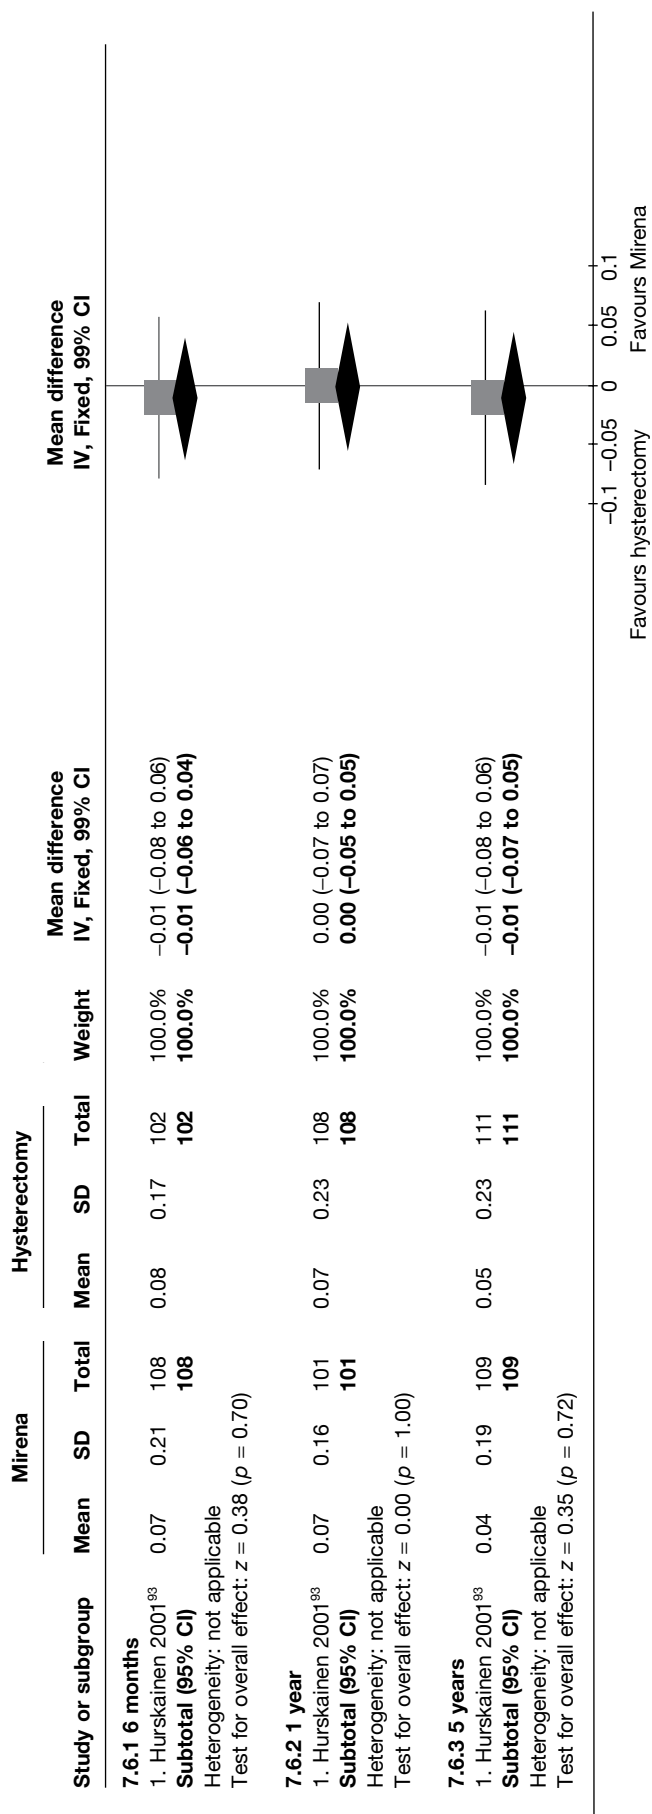 Mirena Hysterectomy Mean difference Mean difference
Study or subgroup Mean SD Total Mean SD Total Weight IV, Fixed, 99% CI IV, Fixed, 99% CI
7.6.1 6 months
1. Hurskainen 2001⁹³ 0.07 0.21 108 0.08 0.17 102 100.0% −0.01 (−0.08 to 0.06)
Subtotal (95% CI) 108 102 100.0% −0.01 (−0.06 to 0.04)
Heterogeneity: not applicable
Test for overall effect: z = 0.38 (p = 0.70)
7.6.2 1 year
1. Hurskainen 2001⁹³ 0.07 0.16 101 0.07 0.23 108 100.0% 0.00 (−0.07 to 0.07)
Subtotal (95% CI) 101 108 100.0% 0.00 (−0.05 to 0.05)
Heterogeneity: not applicable
Test for overall effect: z = 0.00 (p = 1.00)
7.6.3 5 years
1. Hurskainen 2001⁹³ 0.04 0.19 109 0.05 0.23 111 100.0% −0.01 (−0.08 to 0.06)
Subtotal (95% CI) 109 111 100.0% −0.01 (−0.07 to 0.05)
Heterogeneity: not applicable
Test for overall effect: z = 0.35 (p = 0.72)
−0.1 −0.05 0 0.05 0.1
Favours hysterectomy Favours Mirena